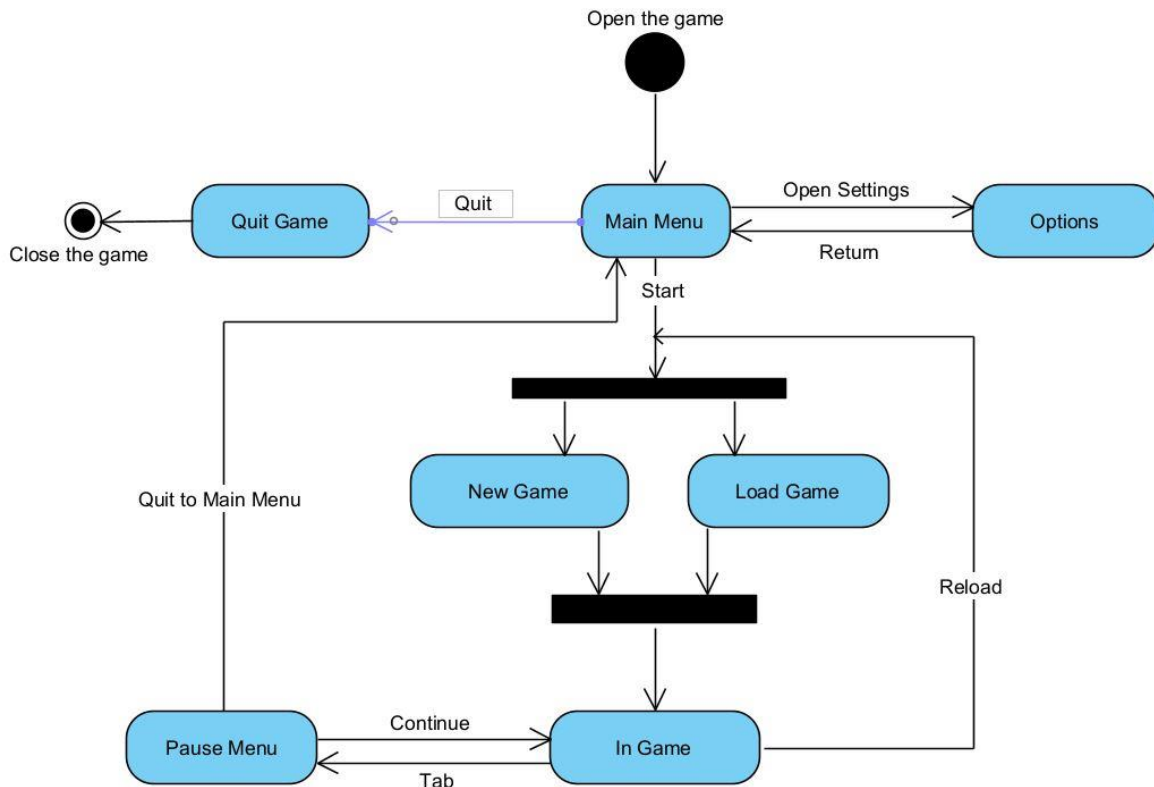 Open the game
Quit
Open Settings
Quit Game
Main Menu
Options
Close the game
Return
Start
New Game
Load Game
Quit to Main Menu
Reload
Continue
Pause Menu
In Game
Tab